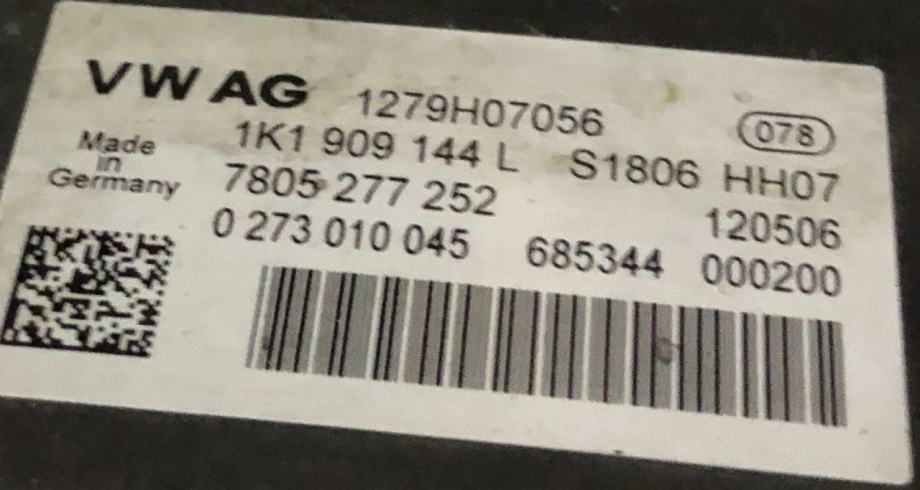 VW AG 1279H07056 078
Made in Germany
1K1 909 144 L S1806 HH07
7805 277 252 120506
0 273 010 045 685344 000200